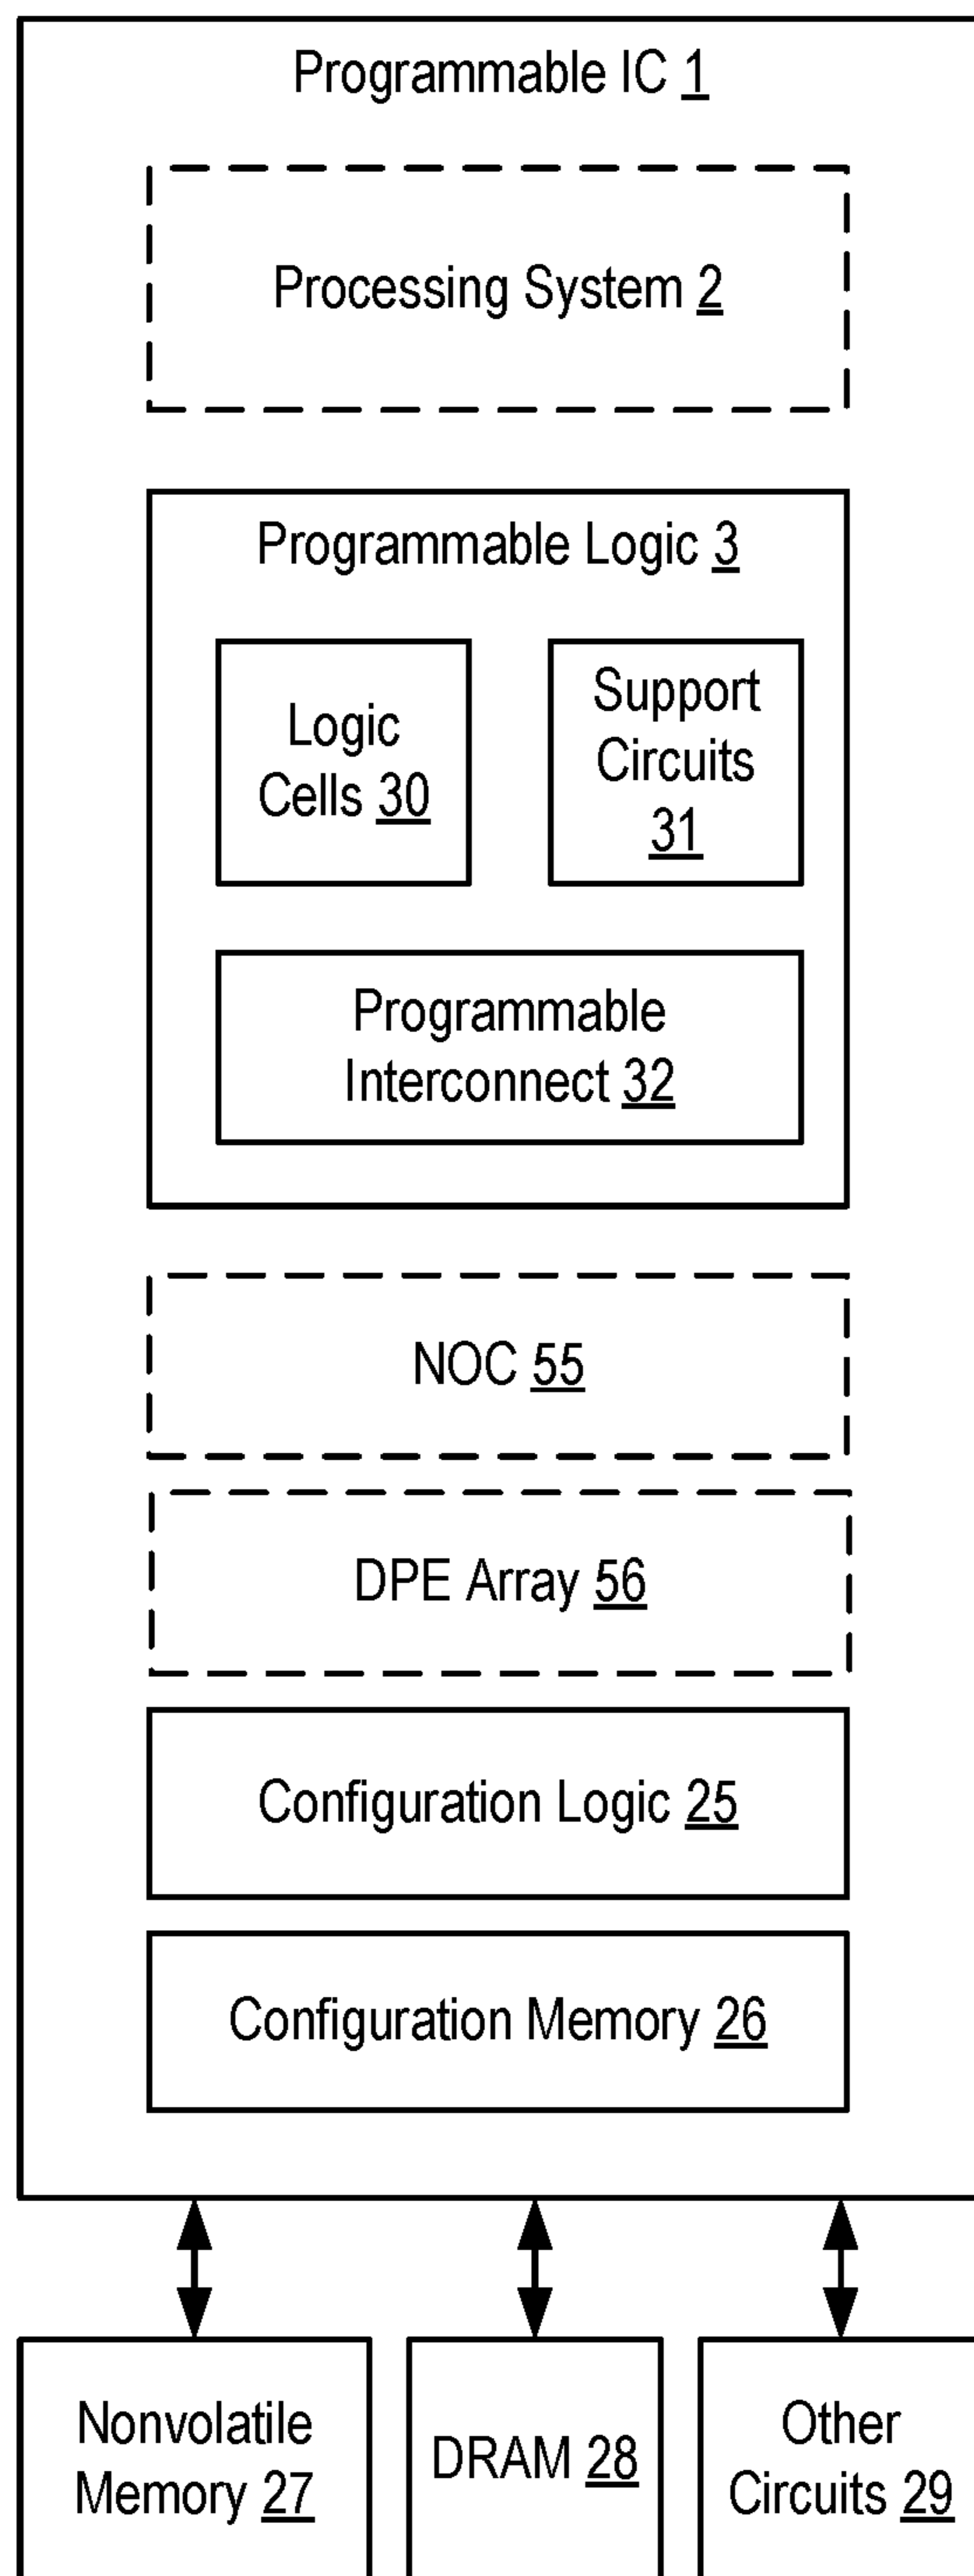 Programmable IC 1
Processing System 2
Programmable Logic 3
Logic
Cells 30
Support
Circuits
31
Programmable
Interconnect 32
NOC 55
DPE Array 56
Configuration Logic 25
Configuration Memory 26
Nonvolatile
Memory 27
DRAM 28
Other
Circuits 29